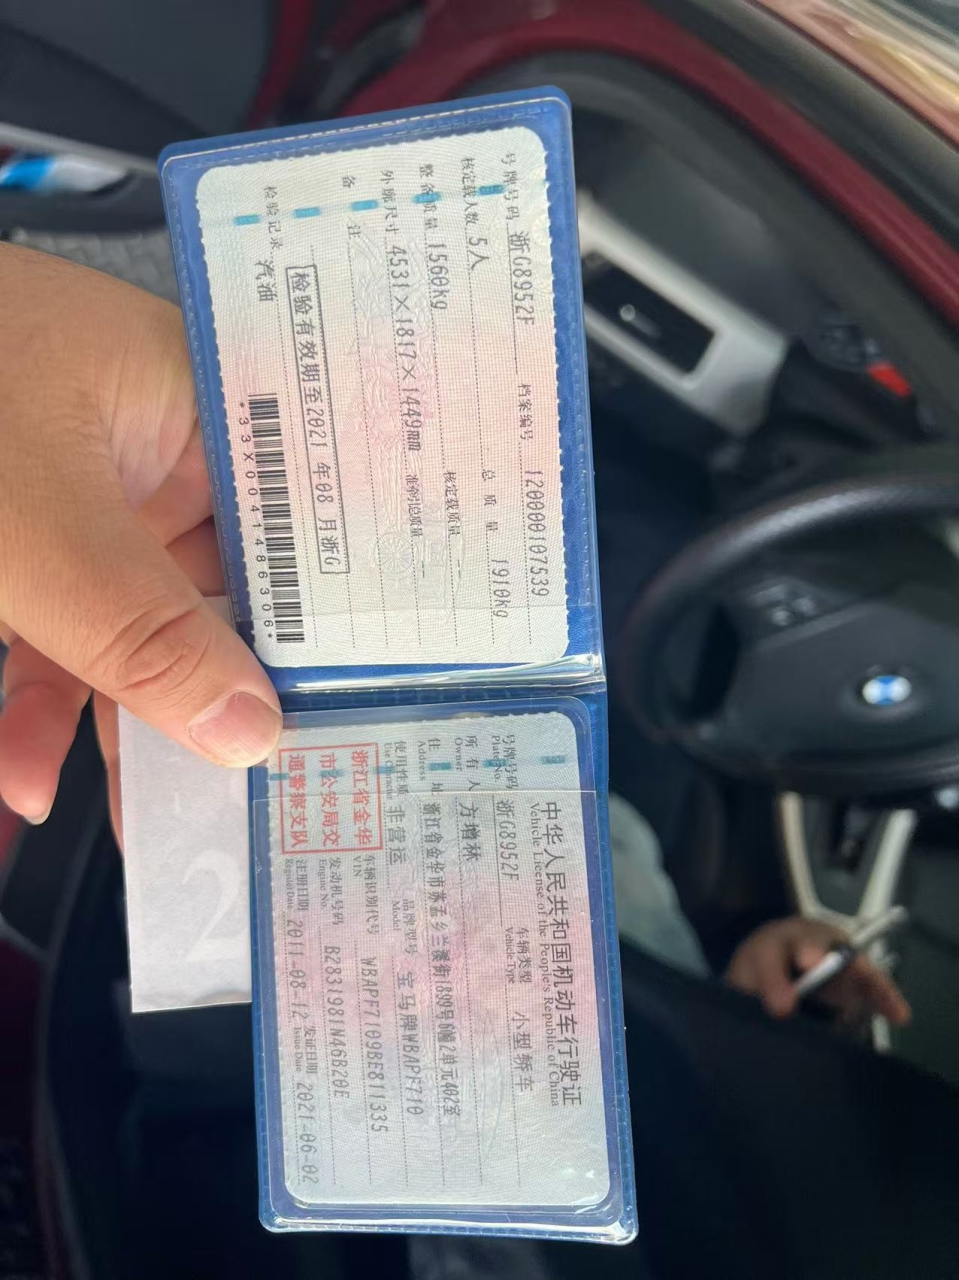 中华人民共和国机动车行驶证
Vehicle License of the People's Republic of China
号牌号码 浙G8952F 车辆类型 小型轿车
Plate No. Vehicle Type
所有人 方增林
Owner
住址 浙江省金华市苏孟乡兰溪街1899号6幢2单元402室
Address
使用性质 非营运 品牌型号 宝马牌WBAPF710
Use Character Model
浙江省金华
市公安局交
通警察支队
车辆识别代号 WBAPF7109BE811335
VIN
发动机号码 B2831981N46B20E
Engine No.
注册日期 2011-08-12 发证日期 2021-06-02
Register Date Issue Date
号牌号码 浙G8952F 档案编号 120000107539
核定载人数 5人 总质量 1910kg
整备质量 1560kg 核定载质量 --
外廓尺寸 4531×1817×1449mm 准牵引总质量 --
备注
检验有效期至2021年08月浙G
检验记录 汽油
*33X0041486306*
2